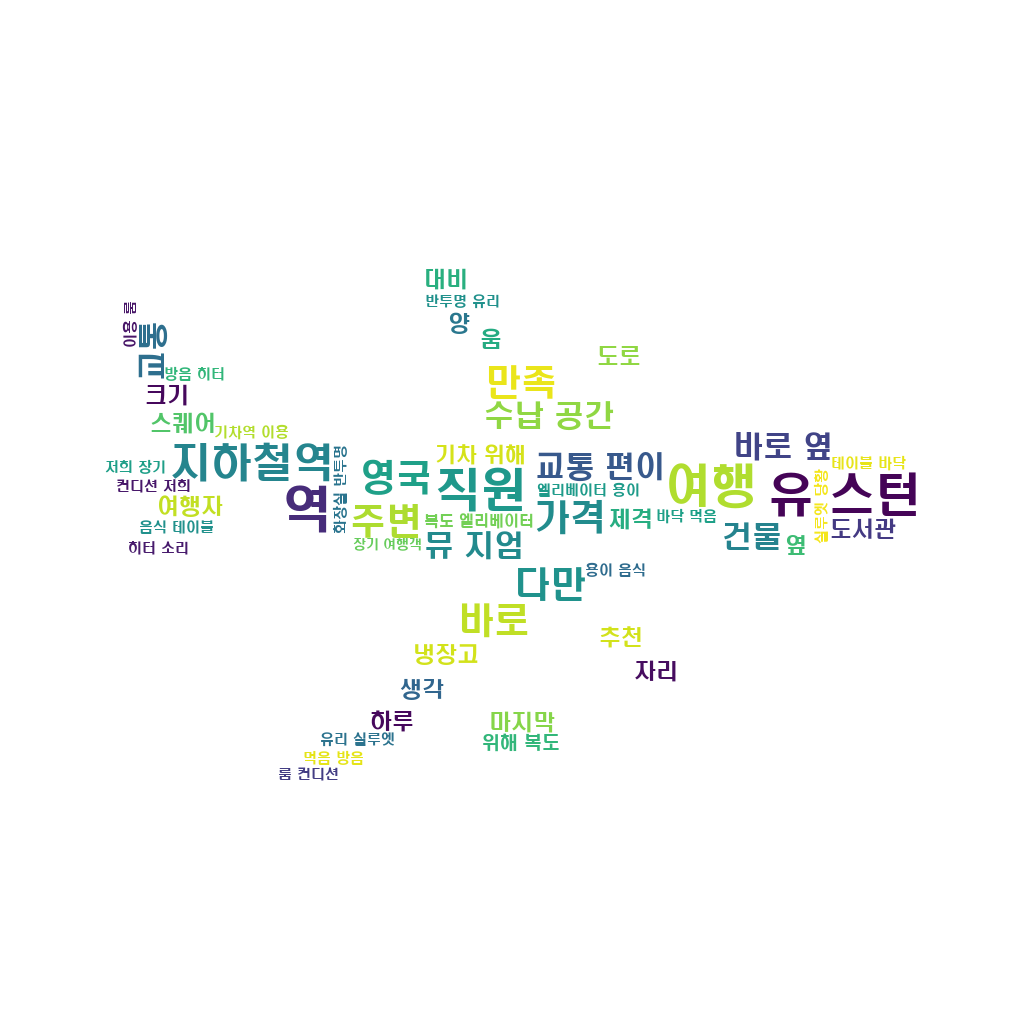 대비
반투명 유리
이용 룸
양
교통
움
도로
방음 히터
만족
크기
수납 공간
스퀘어
기차역 이용
바로 옆
기차 위해
지하철역
저희 장기
화장실 반투명
영국
교통 편이
테이블 바닥
컨디션 저희
직원
엘리베이터 용이
여행
실루엣 당황
유 스턴
여행자
역
주변
복도 엘리베이터
가격
제격
바닥 먹음
음식 테이블
도서관
히터 소리
장기 여행객
뮤 지엄
건물
옆
다만
용이 음식
바로
추천
냉장고
자리
생각
하루
마지막
유리 실루엣
위해 복도
먹음 방음
룸 컨디션